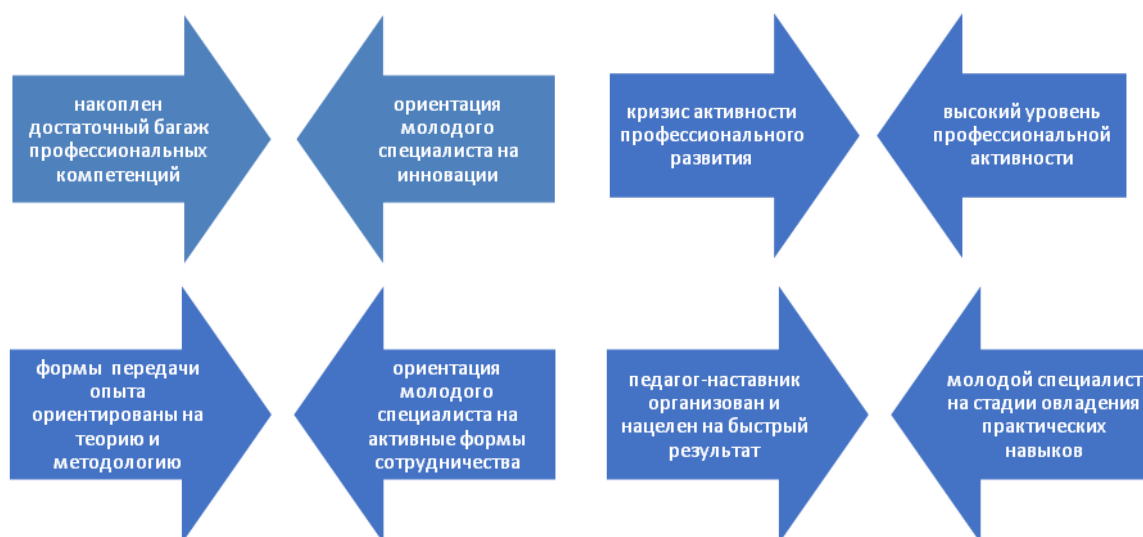 накоплен
достаточный багаж
профессиональных
компетенций
ориентация
молодого
специалиста на
инновации
кризис активности
профессионального
развития
высокий уровень
профессиональной
активности
формы передачи
опыта
ориентированы на
теорию и
методологию
ориентация
молодого
специалиста на
активные формы
сотрудничества
педагог-наставник
организован и
нацелен на быстрый
результат
молодой специалист
на стадии овладения
практических
навыков